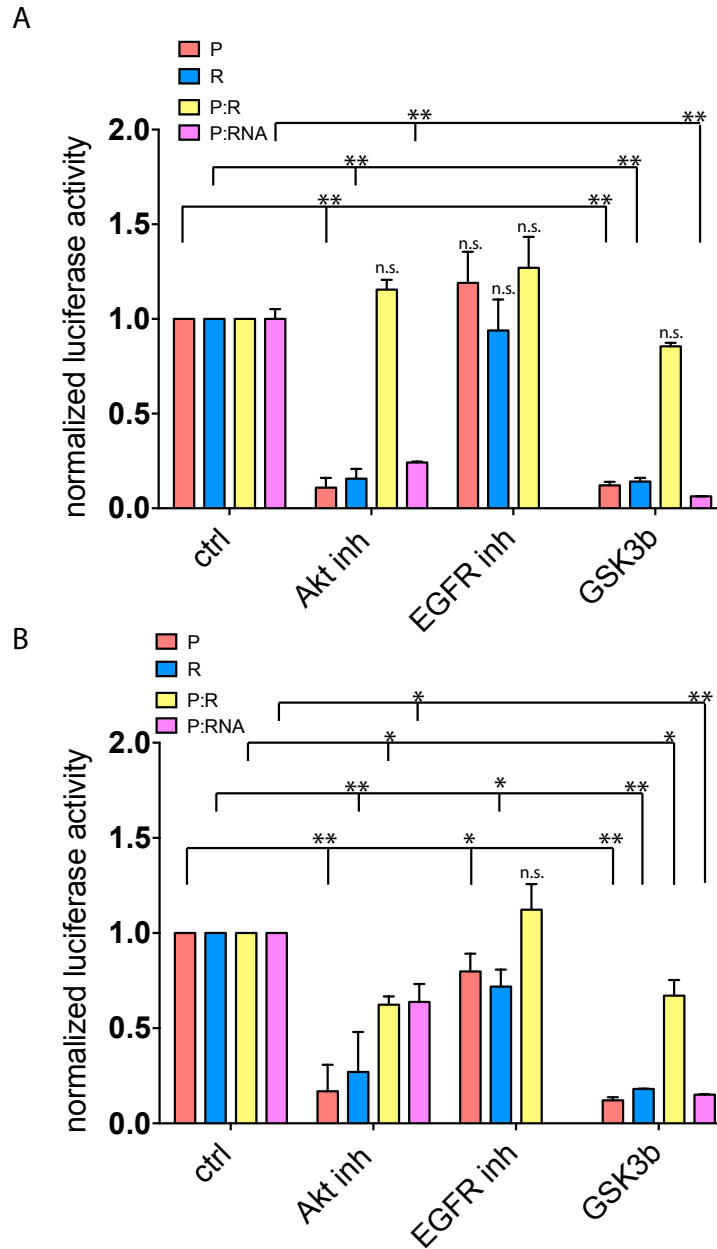 A
P
R
P:R
P:RNA
** **
** **
** **
2.0
1.5
1.0
0.5
0.0
normalized luciferase activity
n.s.
n.s.
n.s.
n.s.
n.s.
ctrl
Akt inh
EGFR inh
GSK3b
B
P
R
P:R
P:RNA
* **
* *
** * **
** * **
2.0
1.5
1.0
0.5
0.0
normalized luciferase activity
n.s.
ctrl
Akt inh
EGFR inh
GSK3b